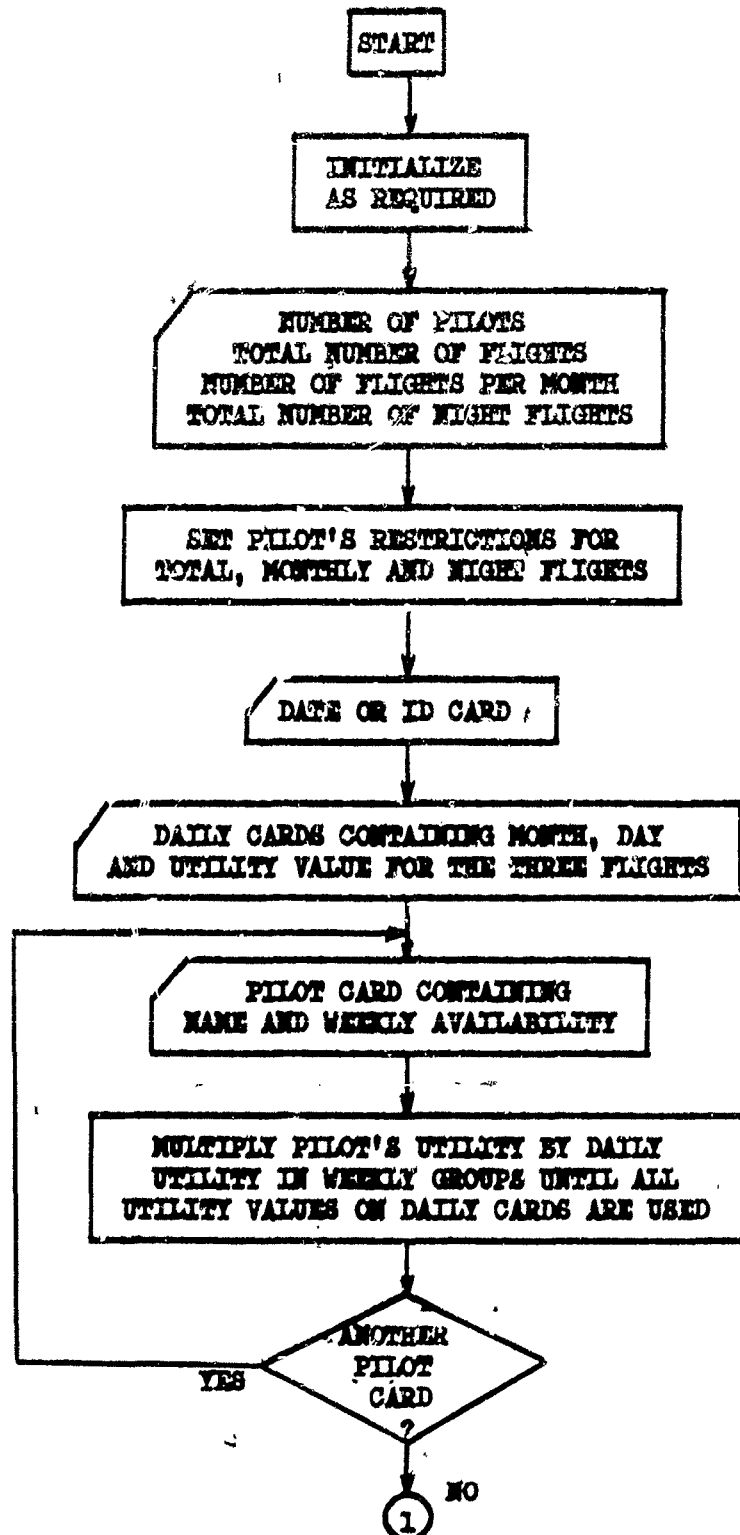 START
INITIALIZE
AS REQUIRED
NUMBER OF PILOTS
TOTAL NUMBER OF FLIGHTS
NUMBER OF FLIGHTS PER MONTH
TOTAL NUMBER OF NIGHT FLIGHTS
SET PILOT'S RESTRICTIONS FOR
TOTAL, MONTHLY AND NIGHT FLIGHTS
DATE OR ID CARD
DAILY CARDS CONTAINING MONTH, DAY
AND UTILITY VALUE FOR THE THREE FLIGHTS
PILOT CARD CONTAINING
NAME AND WEEKLY AVAILABILITY
MULTIPLY PILOT'S UTILITY BY DAILY
UTILITY IN WEEKLY GROUPS UNTIL ALL
UTILITY VALUES ON DAILY CARDS ARE USED
ANOTHER
PILOT
CARD
?
YES
NO
1